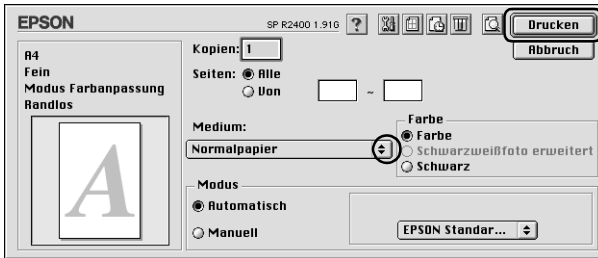 EPSON
SP R2400 1.91G
?
Drucken
Abbruch
A4
Fein
Modus Farbanpassung
Randlos
A
Kopien: 1
Seiten: Alle
Von ~
Medium:
Normalpapier
Farbe
Farbe
Schwarzweißfoto erweitert
Schwarz
Modus
Automatisch
Manuell
EPSON Standar...